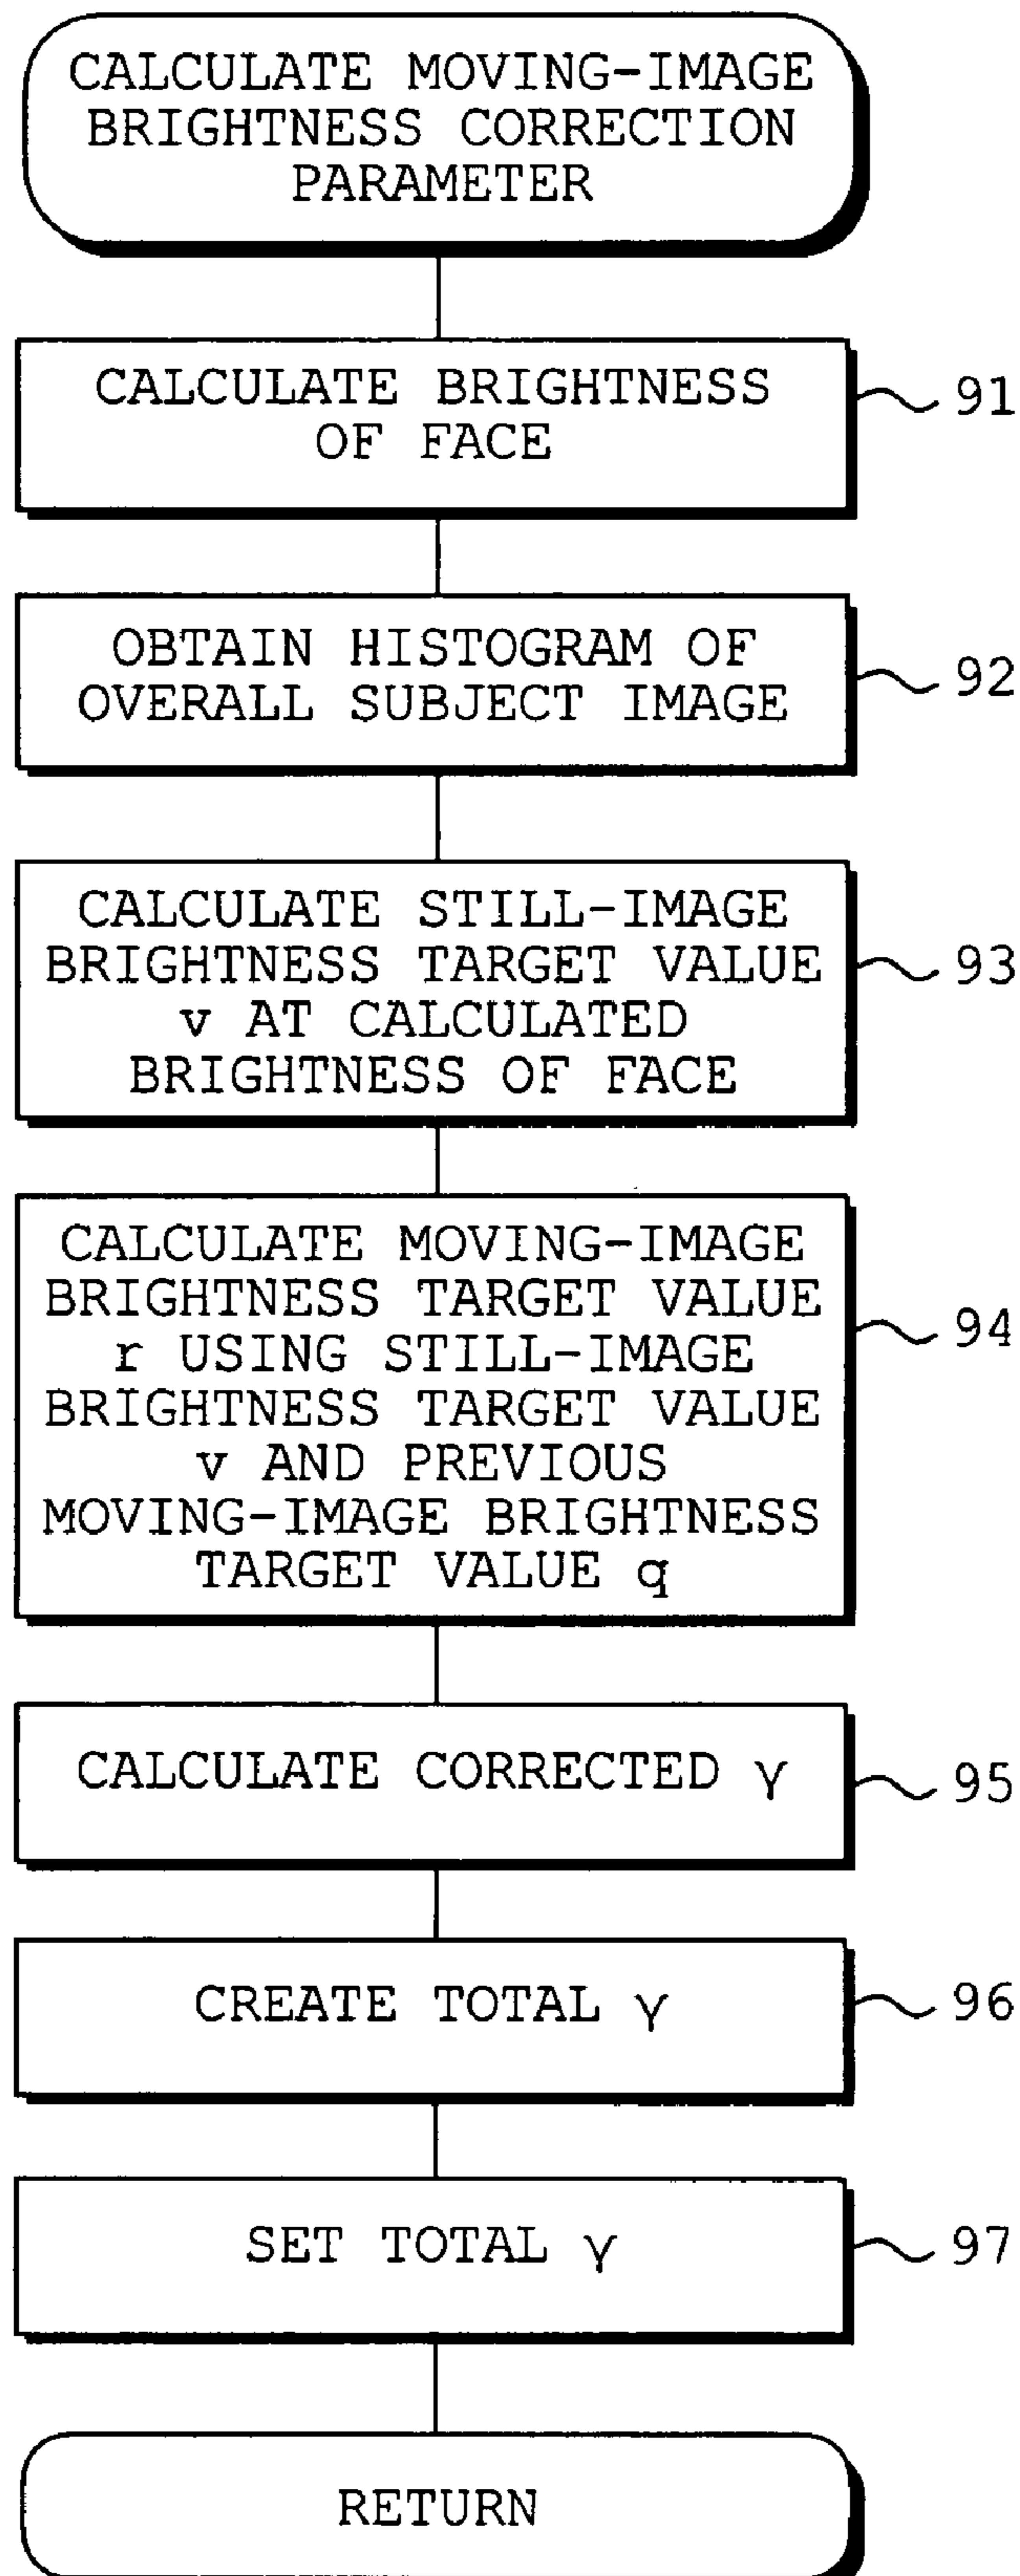 CALCULATE MOVING-IMAGE
BRIGHTNESS CORRECTION
PARAMETER
CALCULATE BRIGHTNESS
OF FACE
91
OBTAIN HISTOGRAM OF
OVERALL SUBJECT IMAGE
92
CALCULATE STILL-IMAGE
BRIGHTNESS TARGET VALUE
v AT CALCULATED
BRIGHTNESS OF FACE
93
CALCULATE MOVING-IMAGE
BRIGHTNESS TARGET VALUE
r USING STILL-IMAGE
BRIGHTNESS TARGET VALUE
v AND PREVIOUS
MOVING-IMAGE BRIGHTNESS
TARGET VALUE q
94
CALCULATE CORRECTED γ
95
CREATE TOTAL γ
96
SET TOTAL γ
97
RETURN